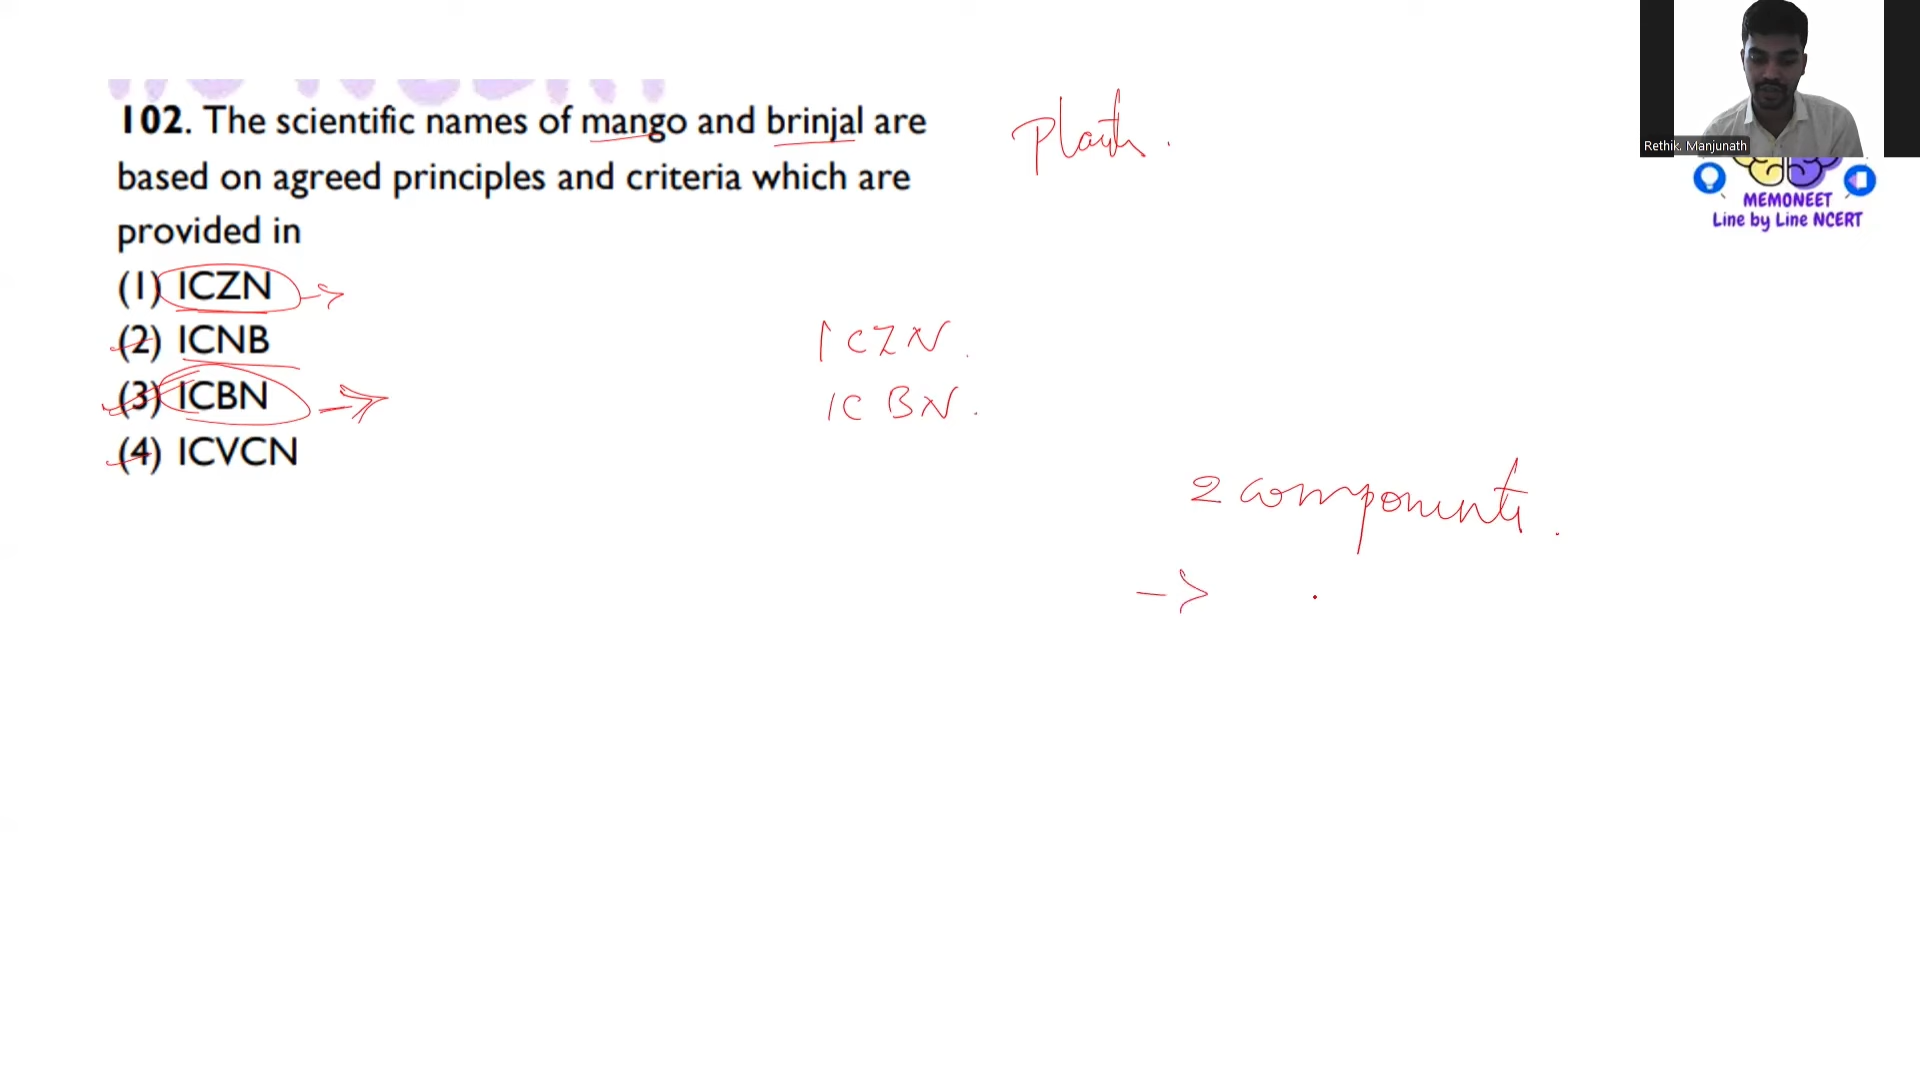 102. The scientific names of mango and brinjal are
based on agreed principles and criteria which are
provided in
(1) ICZN
(2) ICNB
(3) ICBN
(4) ICVCN
ICZN.
ICBN.
2 components.
Rethik. Manjunath
MEMONEET
Line by Line NCERT